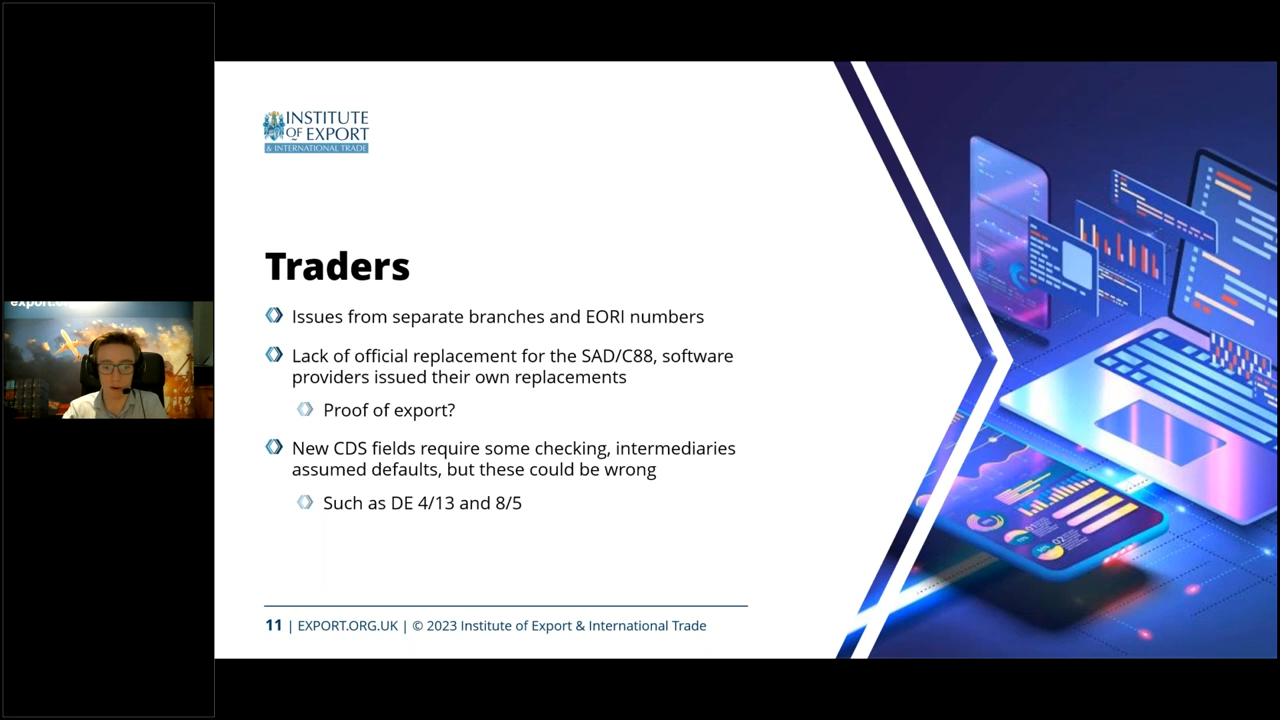 INSTITUTE
OF EXPORT
& INTERNATIONAL TRADE
Traders
Issues from separate branches and EORI numbers
Lack of official replacement for the SAD/C88, software
providers issued their own replacements
Proof of export?
New CDS fields require some checking, intermediaries
assumed defaults, but these could be wrong
Such as DE 4/13 and 8/5
11 | EXPORT.ORG.UK | © 2023 Institute of Export & International Trade